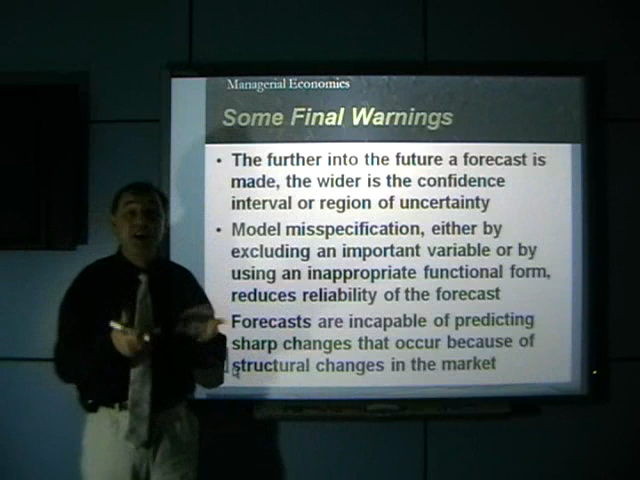 Managerial Economics
Some Final Warnings
• The further into the future a forecast is
made, the wider is the confidence
interval or region of uncertainty
• Model misspecification, either by
excluding an important variable or by
using an inappropriate functional form,
reduces reliability of the forecast
Forecasts are incapable of predicting
sharp changes that occur because of
structural changes in the market